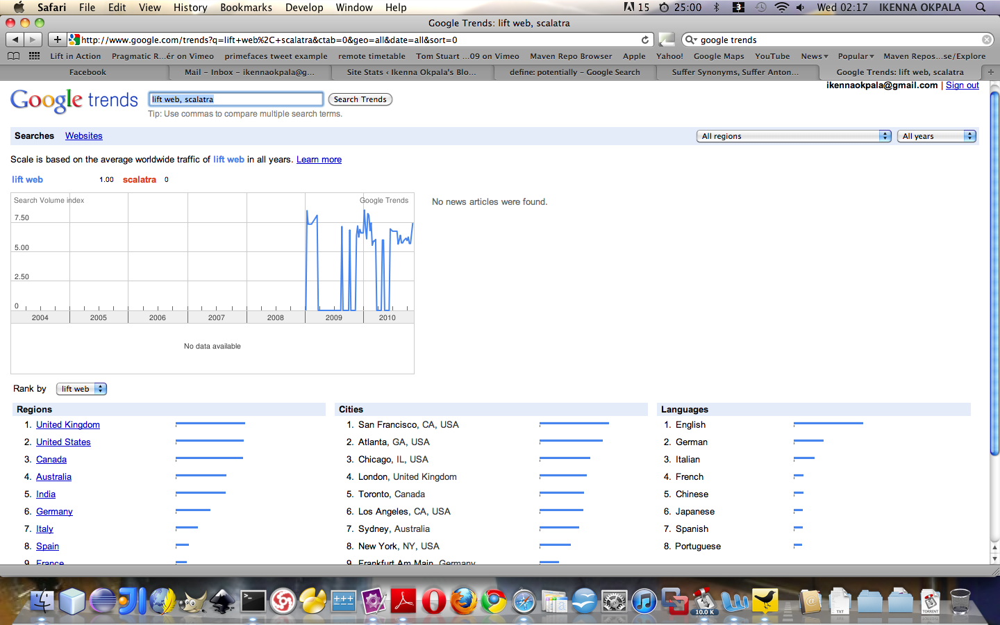 Safari File Edit View History Bookmarks Develop Window Help 15 25:00 3 Wed 02:17 IKENNA OKPALA
Google Trends: lift web, scalatra
http://www.google.com/trends?q=lift+web%2C+scalatra&ctab=0&geo=all&date=all&sort=0 google trends
Lift in Action Pragmatic R...ér on Vimeo primefaces tweet example remote timetable Tom Stuart ...09 on Vimeo Maven Repo Browser Apple Yahoo! Google Maps YouTube News Popular Maven Repos...se/Explore
Facebook Mail – Inbox – ikennaokpala@g... Site Stats ‹ Ikenna Okpala's Blo... define: potentially – Google Search Suffer Synonyms, Suffer Anton... Google Trends: lift web, scalatra
ikennaokpala@gmail.com | Sign out
Google trends lift web, scalatra Search Trends
Tip: Use commas to compare multiple search terms.
Searches Websites All regions All years
Scale is based on the average worldwide traffic of lift web in all years. Learn more
lift web 1.00 scalatra 0
Search Volume index Google Trends
No news articles were found.
7.50
5.00
2.50
0
2004 2005 2006 2007 2008 2009 2010
No data available
Rank by lift web
Regions
1. United Kingdom
2. United States
3. Canada
4. Australia
5. India
6. Germany
7. Italy
8. Spain
9. France
Cities
1. San Francisco, CA, USA
2. Atlanta, GA, USA
3. Chicago, IL, USA
4. London, United Kingdom
5. Toronto, Canada
6. Los Angeles, CA, USA
7. Sydney, Australia
8. New York, NY, USA
9. Frankfurt Am Main, Germany
Languages
1. English
2. German
3. Italian
4. French
5. Chinese
6. Japanese
7. Spanish
8. Portuguese
10.0 K
TXT
TORRENT